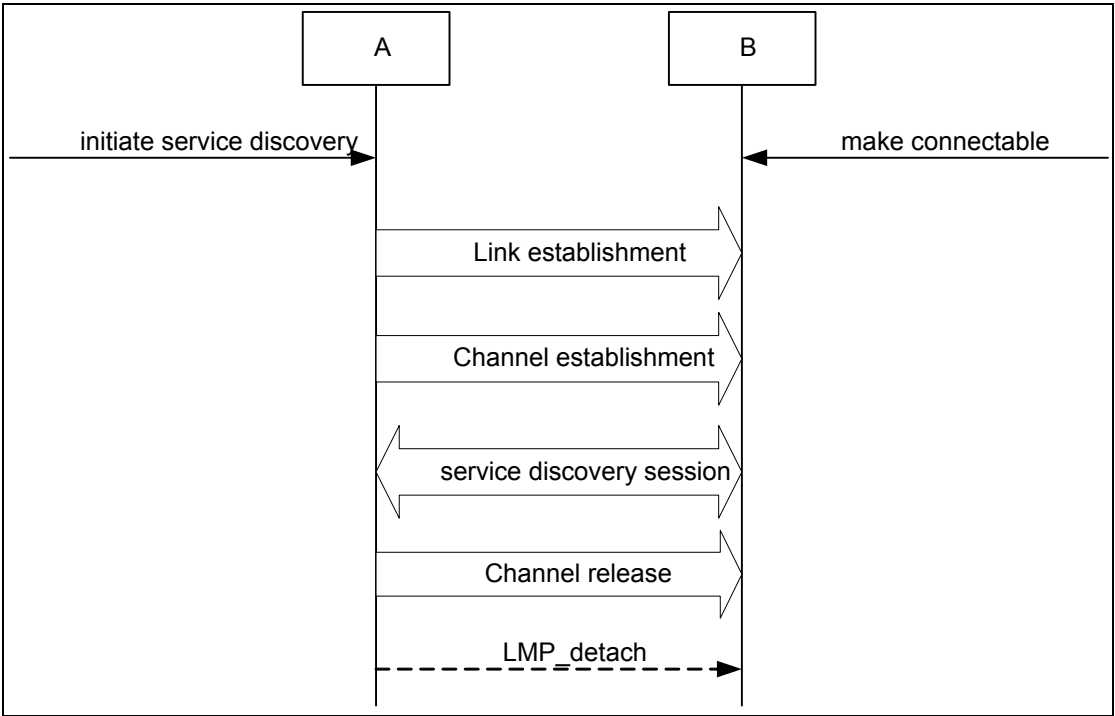 A
B
initiate service discovery
make connectable
Link establishment
Channel establishment
service discovery session
Channel release
LMP_detach